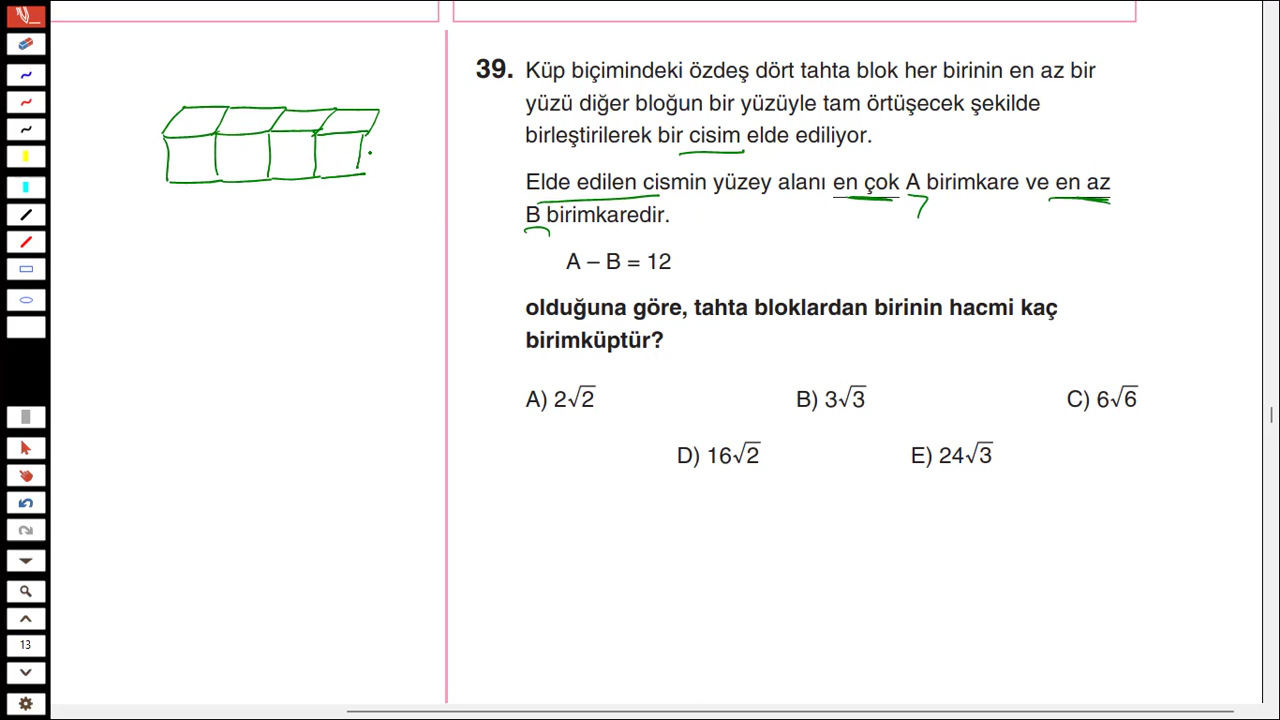 39. Küp biçimindeki özdeş dört tahta blok her birinin en az bir
yüzü diğer bloğun bir yüzüyle tam örtüşecek şekilde
birleştirilerek bir cisim elde ediliyor.
Elde edilen cismin yüzey alanı en çok A birimkare ve en az
B birimkaredir.
A – B = 12
olduğuna göre, tahta bloklardan birinin hacmi kaç
birimküptür?
A) 2√2 B) 3√3 C) 6√6
D) 16√2 E) 24√3
13